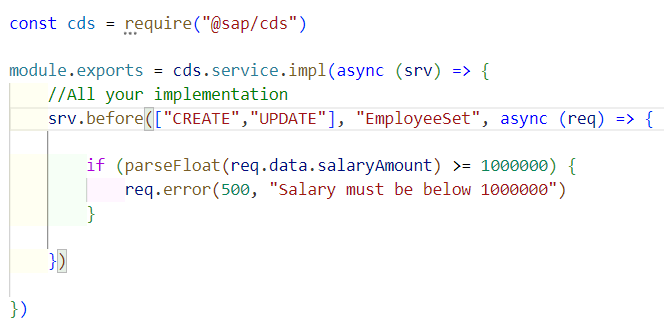 const cds = require("@sap/cds")
module.exports = cds.service.impl(async (srv) => {
//All your implementation
srv.before(["CREATE","UPDATE"], "EmployeeSet", async (req) => {
if (parseFloat(req.data.salaryAmount) >= 1000000) {
req.error(500, "Salary must be below 1000000")
}
})
})